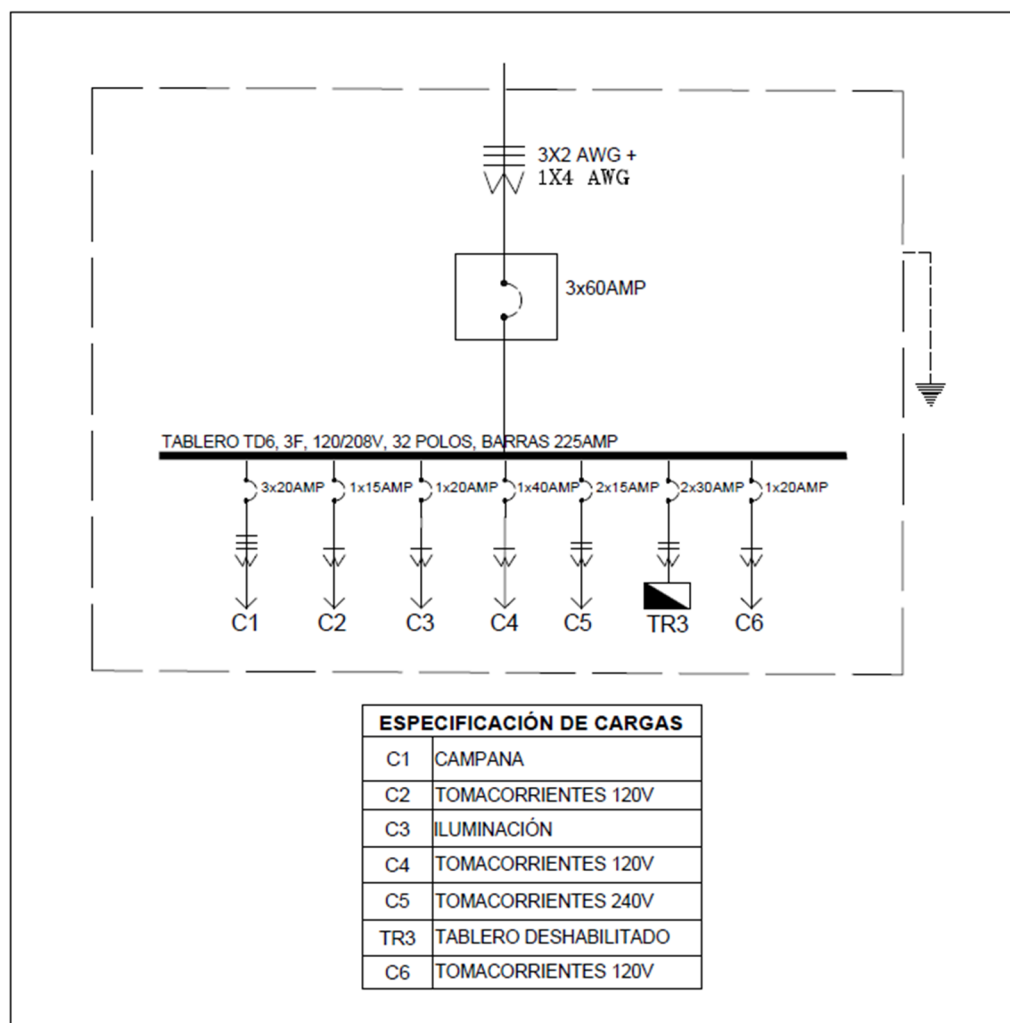 3X2 AWG +
1X4 AWG
3x60AMP
TABLERO TD6, 3F, 120/208V, 32 POLOS, BARRAS 225AMP
3x20AMP 1x15AMP 1x20AMP 1x40AMP 2x15AMP 2x30AMP 1x20AMP
C1 C2 C3 C4 C5 TR3 C6
ESPECIFICACIÓN DE CARGAS
C1 CAMPANA
C2 TOMACORRIENTES 120V
C3 ILUMINACIÓN
C4 TOMACORRIENTES 120V
C5 TOMACORRIENTES 240V
TR3 TABLERO DESHABILITADO
C6 TOMACORRIENTES 120V